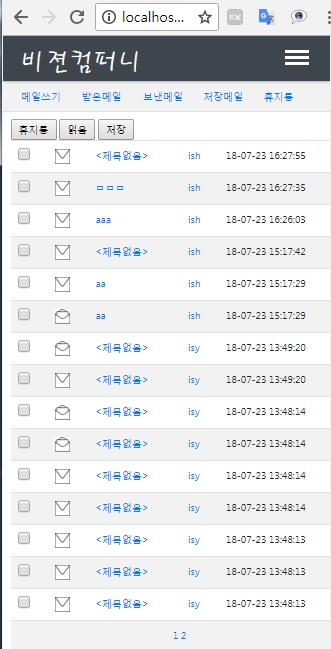 localhos...
비젼컴퍼니
메일쓰기 받은메일 보낸메일 저장메일 휴지통
휴지통 읽음 저장
<제목없음> ish 18-07-23 16:27:55
ㅁㅁㅁ ish 18-07-23 16:27:35
aaa ish 18-07-23 16:26:03
<제목없음> ish 18-07-23 15:17:42
aa ish 18-07-23 15:17:29
aa ish 18-07-23 15:17:29
<제목없음> isy 18-07-23 13:49:20
<제목없음> isy 18-07-23 13:49:20
<제목없음> isy 18-07-23 13:48:14
<제목없음> isy 18-07-23 13:48:14
<제목없음> isy 18-07-23 13:48:14
<제목없음> isy 18-07-23 13:48:14
<제목없음> isy 18-07-23 13:48:13
<제목없음> isy 18-07-23 13:48:13
<제목없음> isy 18-07-23 13:48:13
1 2